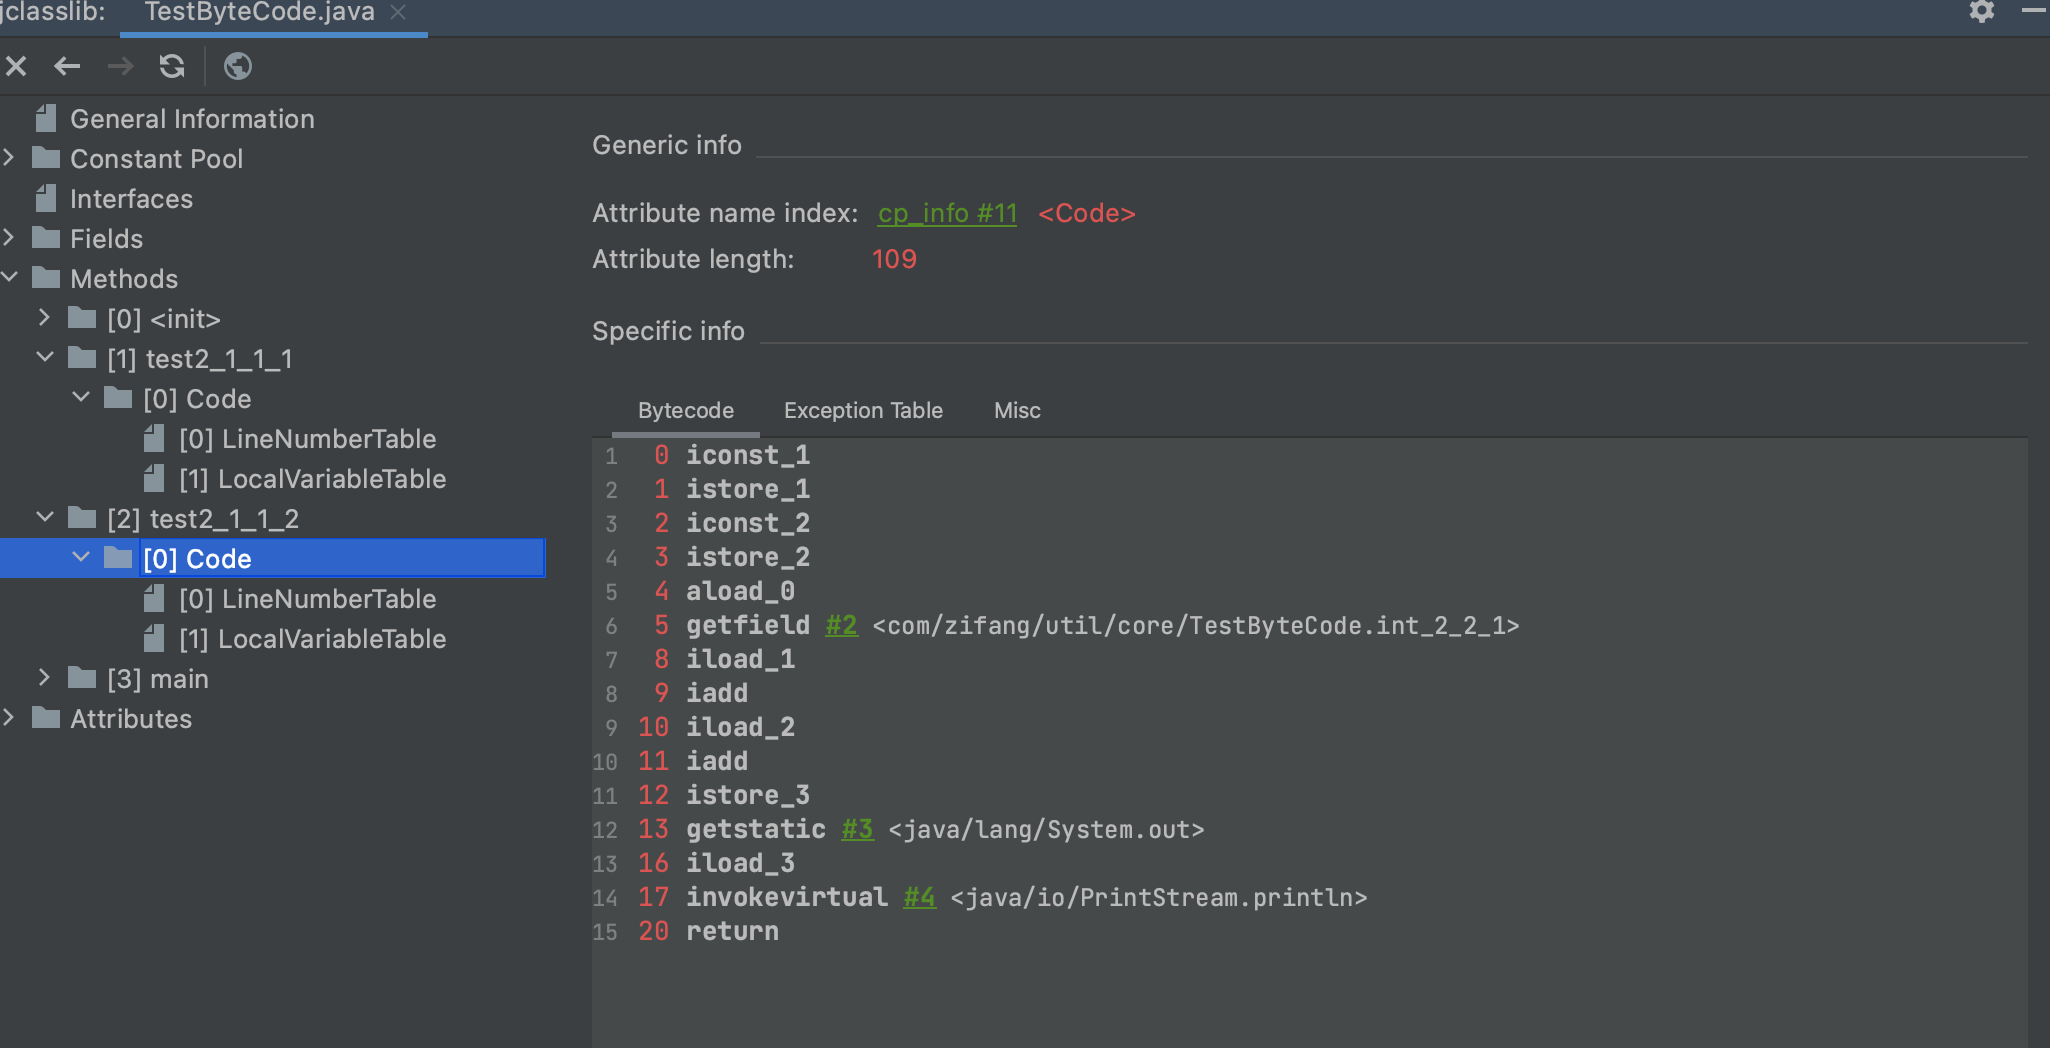 jclasslib: TestByteCode.java
General Information
Constant Pool
Interfaces
Fields
Methods
[0] <init>
[1] test2_1_1_1
[0] Code
[0] LineNumberTable
[1] LocalVariableTable
[2] test2_1_1_2
[0] Code
[0] LineNumberTable
[1] LocalVariableTable
[3] main
Attributes
Generic info
Attribute name index: cp_info #11 <Code>
Attribute length: 109
Specific info
Bytecode Exception Table Misc
1 0 iconst_1
2 1 istore_1
3 2 iconst_2
4 3 istore_2
5 4 aload_0
6 5 getfield #2 <com/zifang/util/core/TestByteCode.int_2_2_1>
7 8 iload_1
8 9 iadd
9 10 iload_2
10 11 iadd
11 12 istore_3
12 13 getstatic #3 <java/lang/System.out>
13 16 iload_3
14 17 invokevirtual #4 <java/io/PrintStream.println>
15 20 return